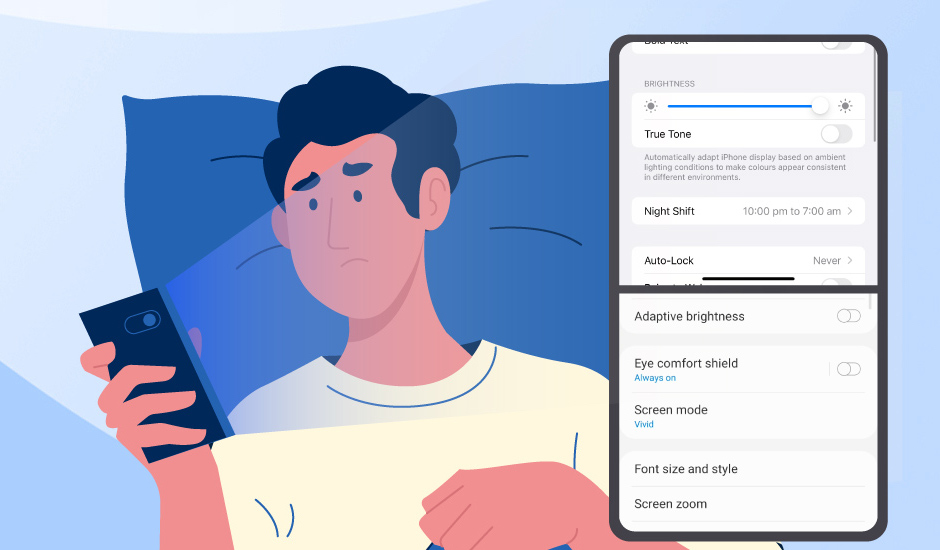 Bold Text
BRIGHTNESS
True Tone
Automatically adapt iPhone display based on ambient
lighting conditions to make colours appear consistent
in different environments.
Night Shift 10:00 pm to 7:00 am
Auto-Lock Never
Adaptive brightness
Eye comfort shield
Always on
Screen mode
Vivid
Font size and style
Screen zoom